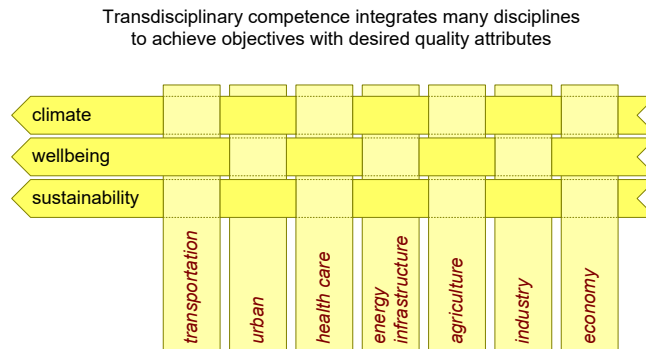 Transdisciplinary competence integrates many disciplines
to achieve objectives with desired quality attributes
climate
wellbeing
sustainability
transportation
urban
health care
energy
infrastructure
agriculture
industry
economy